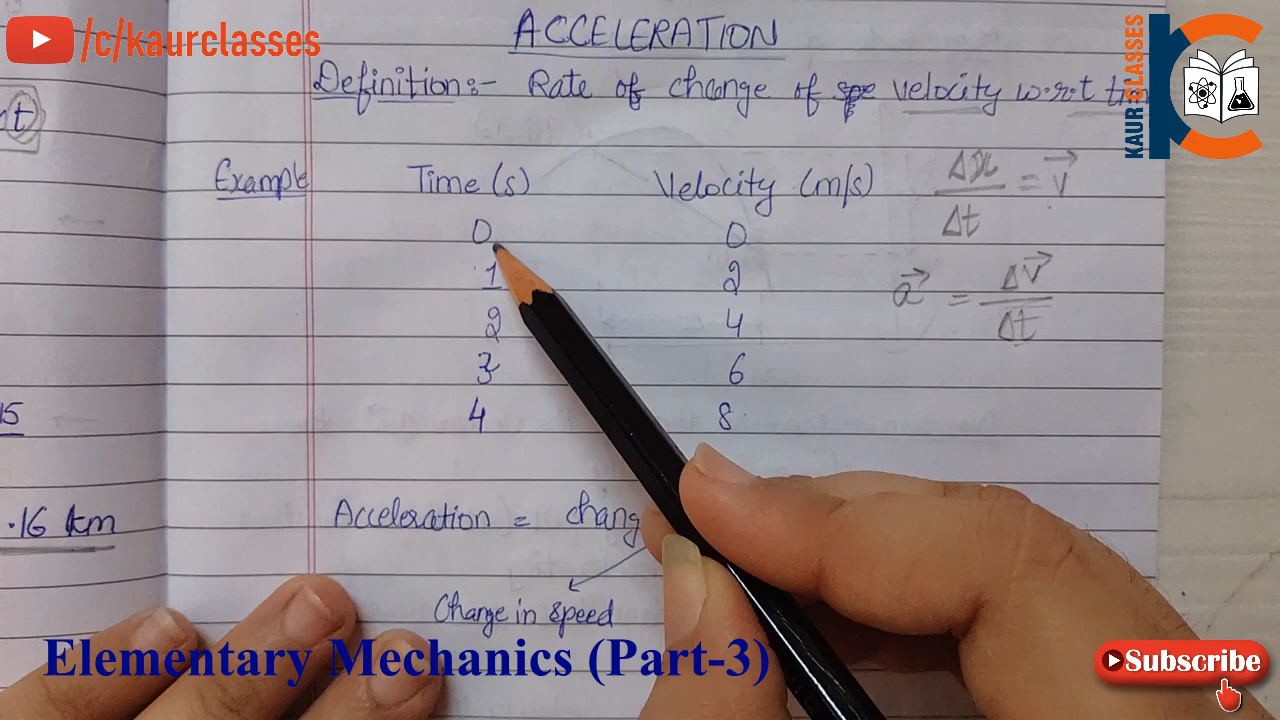 /c/kaurclasses
KAUR CLASSES
ACCELERATION
Definition:- Rate of change of velocity w.r.t
t
Example Time (s) Velocity (m/s)
Δx/Δt = v⃗
0 0
1 2
a⃗ = Δv⃗/Δt
2 4
3 6
4 8
15
.16 km
Acceleration = chang
Change in speed
Elementary Mechanics (Part-3)
Subscribe